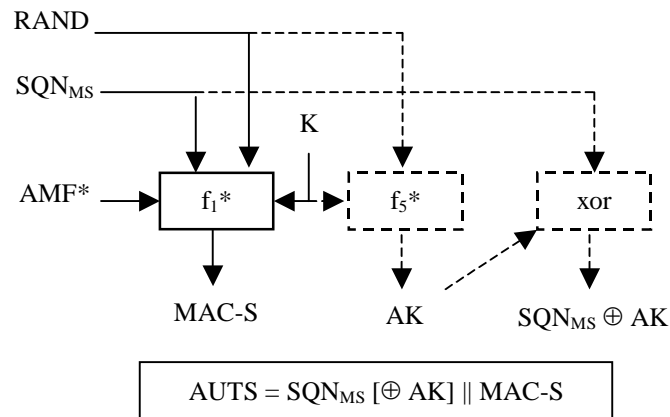 RAND
SQN_MS
K
AMF*
f₁*
f₅*
xor
MAC-S
AK
SQN_MS ⊕ AK
AUTS = SQN_MS [⊕ AK] || MAC-S